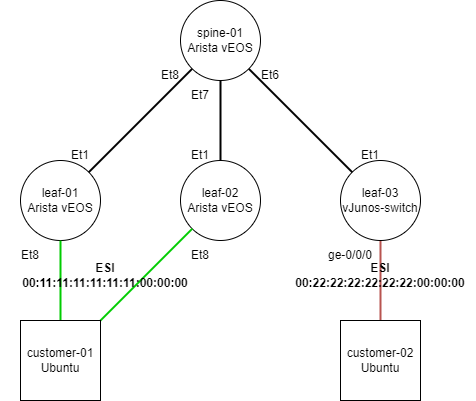 spine-01
Arista vEOS
Et8
Et6
Et7
Et1
Et1
Et1
leaf-01
Arista vEOS
leaf-02
Arista vEOS
leaf-03
vJunos-switch
Et8
Et8
ge-0/0/0
ESI
00:11:11:11:11:11:11:00:00:00
ESI
00:22:22:22:22:22:22:00:00:00
customer-01
Ubuntu
customer-02
Ubuntu